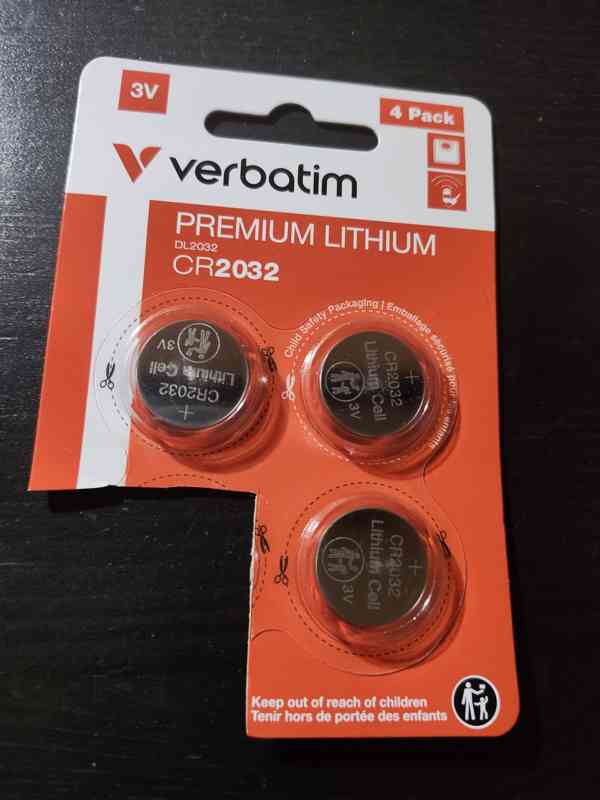 3V
4 Pack
verbatim
PREMIUM LITHIUM
DL2032
CR2032
Child Safety Packaging | Emballage sécurisé pour les enfants
3V
Lithium Cell
CR2032
+
+
CR2032
Lithium Cell
3V
+
CR2032
Lithium Cell
3V
Keep out of reach of children
Tenir hors de portée des enfants